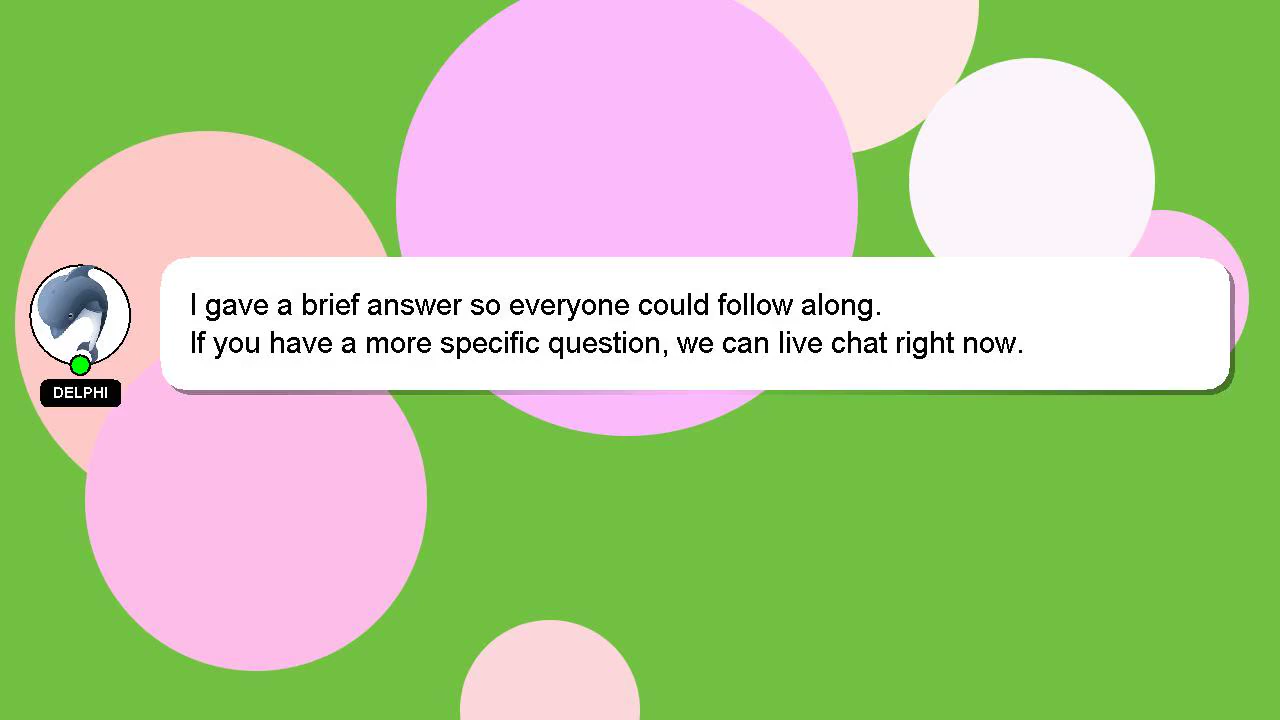 I gave a brief answer so everyone could follow along.
If you have a more specific question, we can live chat right now.
DELPHI